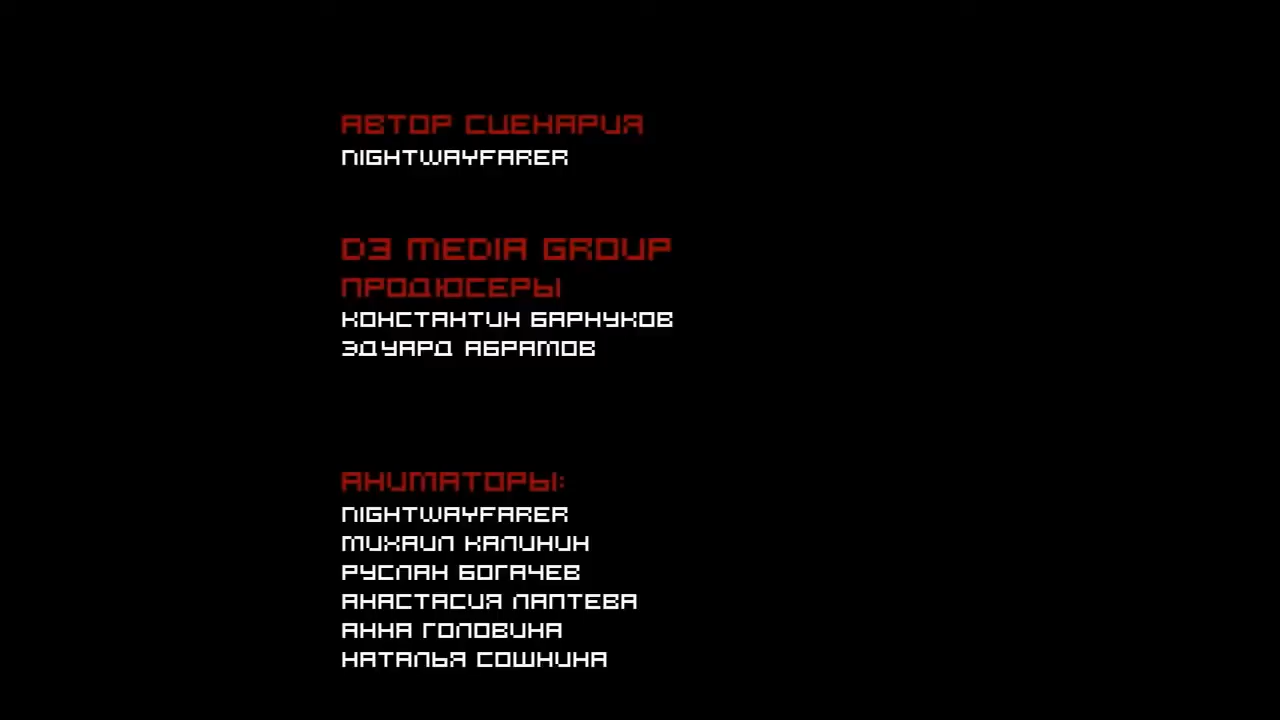 АВТОР СЦЕНАРИЯ
NIGHTWAYFARER
D3 MEDIA GROUP
ПРОДЮСЕРЫ
КОНСТАНТИН БАРНУКОВ
ЭДУАРД АБРАМОВ
АНИМАТОРЫ:
NIGHTWAYFARER
МИХАИЛ КАЛИНИН
РУСЛАН БОГАЧЕВ
АНАСТАСИЯ ЛАПТЕВА
АННА ГОЛОВИНА
НАТАЛЬЯ СОШНИНА